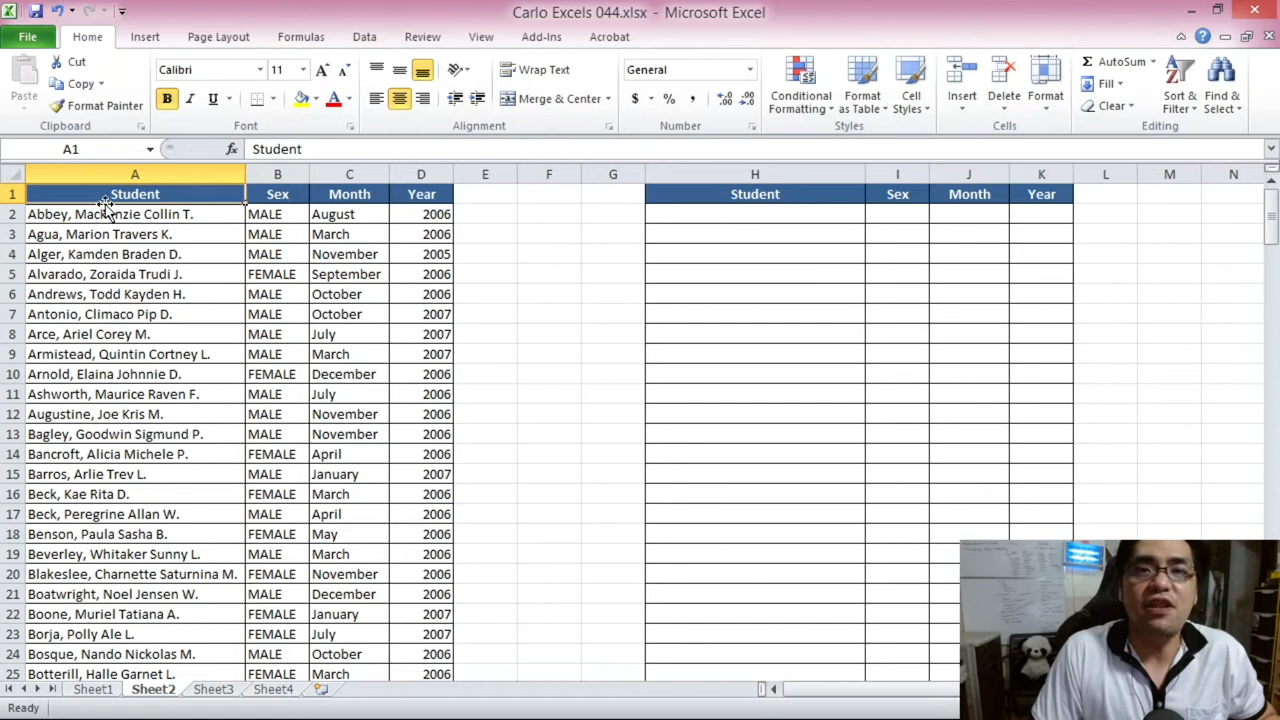 Carlo Excels 044.xlsx - Microsoft Excel
File Home Insert Page Layout Formulas Data Review View Add-Ins Acrobat
Paste
Cut
Copy
Format Painter
Clipboard
Calibri 11
B I U A
Font
Wrap Text
Merge & Center
Alignment
General
$ % ,
Number
Conditional Formatting
Format as Table
Cell Styles
Styles
Insert
Delete
Format
Cells
Σ AutoSum
Fill
Clear
Sort & Filter
Find & Select
Editing
A1 fx Student
A B C D E F G H I J K L M N
1 Student Sex Month Year Student Sex Month Year
2 Abbey, Mackenzie Collin T. MALE August 2006
3 Agua, Marion Travers K. MALE March 2006
4 Alger, Kamden Braden D. MALE November 2005
5 Alvarado, Zoraida Trudi J. FEMALE September 2006
6 Andrews, Todd Kayden H. MALE October 2006
7 Antonio, Climaco Pip D. MALE October 2007
8 Arce, Ariel Corey M. MALE July 2007
9 Armistead, Quintin Cortney L. MALE March 2007
10 Arnold, Elaina Johnnie D. FEMALE December 2006
11 Ashworth, Maurice Raven F. MALE July 2006
12 Augustine, Joe Kris M. MALE November 2006
13 Bagley, Goodwin Sigmund P. MALE November 2006
14 Bancroft, Alicia Michele P. FEMALE April 2006
15 Barros, Arlie Trev L. MALE January 2007
16 Beck, Kae Rita D. FEMALE March 2006
17 Beck, Peregrine Allan W. MALE April 2006
18 Benson, Paula Sasha B. FEMALE May 2006
19 Beverley, Whitaker Sunny L. MALE March 2006
20 Blakeslee, Charnette Saturnina M. FEMALE November 2006
21 Boatwright, Noel Jensen W. MALE December 2006
22 Boone, Muriel Tatiana A. FEMALE January 2007
23 Borja, Polly Ale L. FEMALE July 2007
24 Bosque, Nando Nickolas M. MALE October 2006
25 Botterill, Halle Garnet L. FEMALE March 2006
Sheet1 Sheet2 Sheet3 Sheet4
Ready